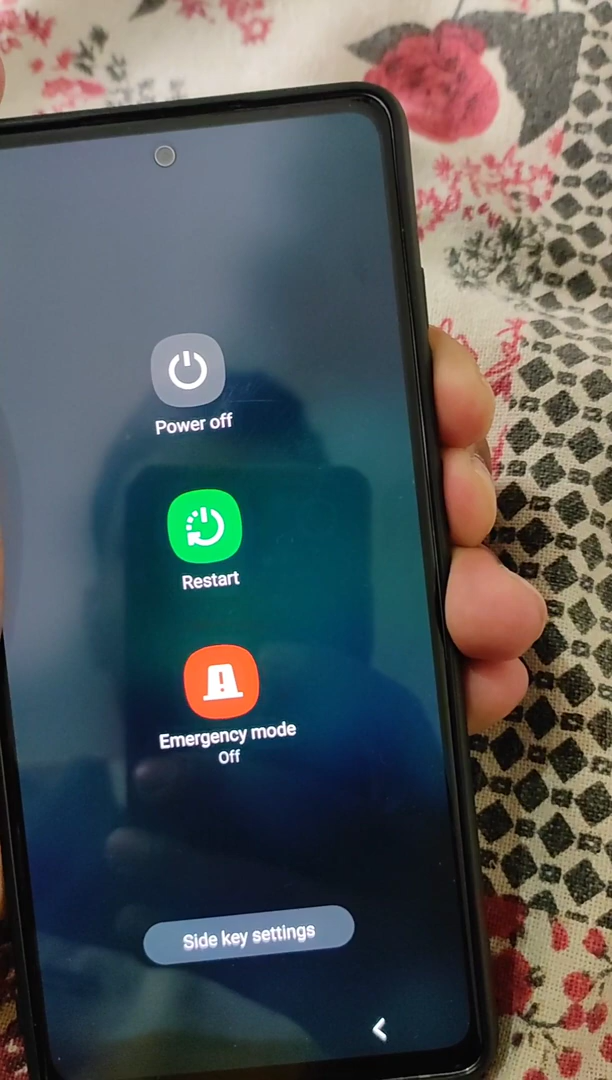 Power off
Restart
Emergency mode
Off
Side key settings